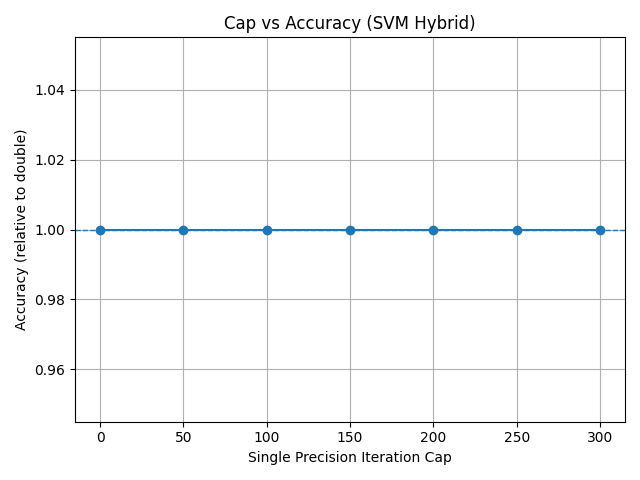 Cap vs Accuracy (SVM Hybrid)
Accuracy (relative to double)
1.04
1.02
1.00
0.98
0.96
0 50 100 150 200 250 300
Single Precision Iteration Cap